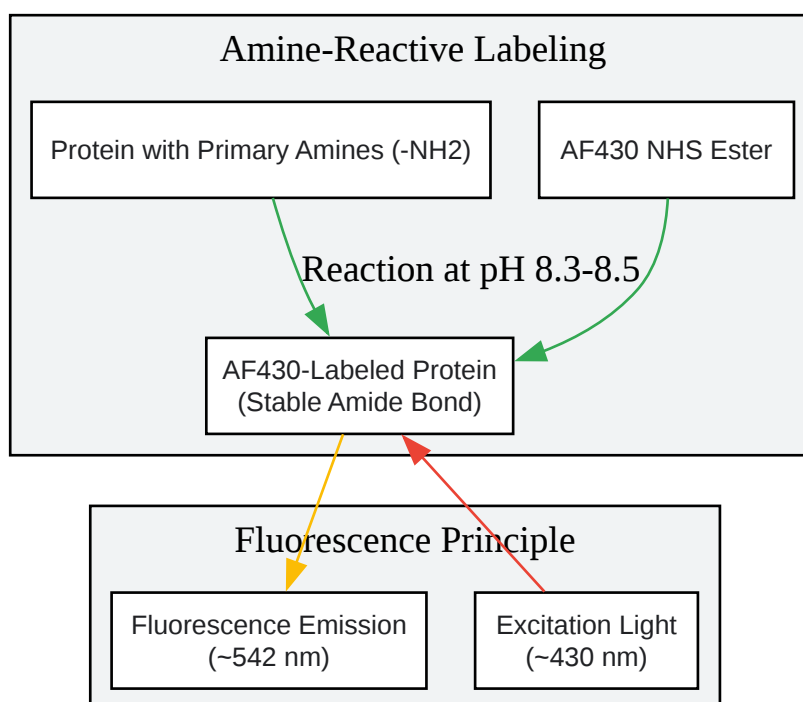 Amine-Reactive Labeling
Protein with Primary Amines (-NH2)
AF430 NHS Ester
Reaction at pH 8.3-8.5
AF430-Labeled Protein
(Stable Amide Bond)
Fluorescence Principle
Fluorescence Emission
(~542 nm)
Excitation Light
(~430 nm)